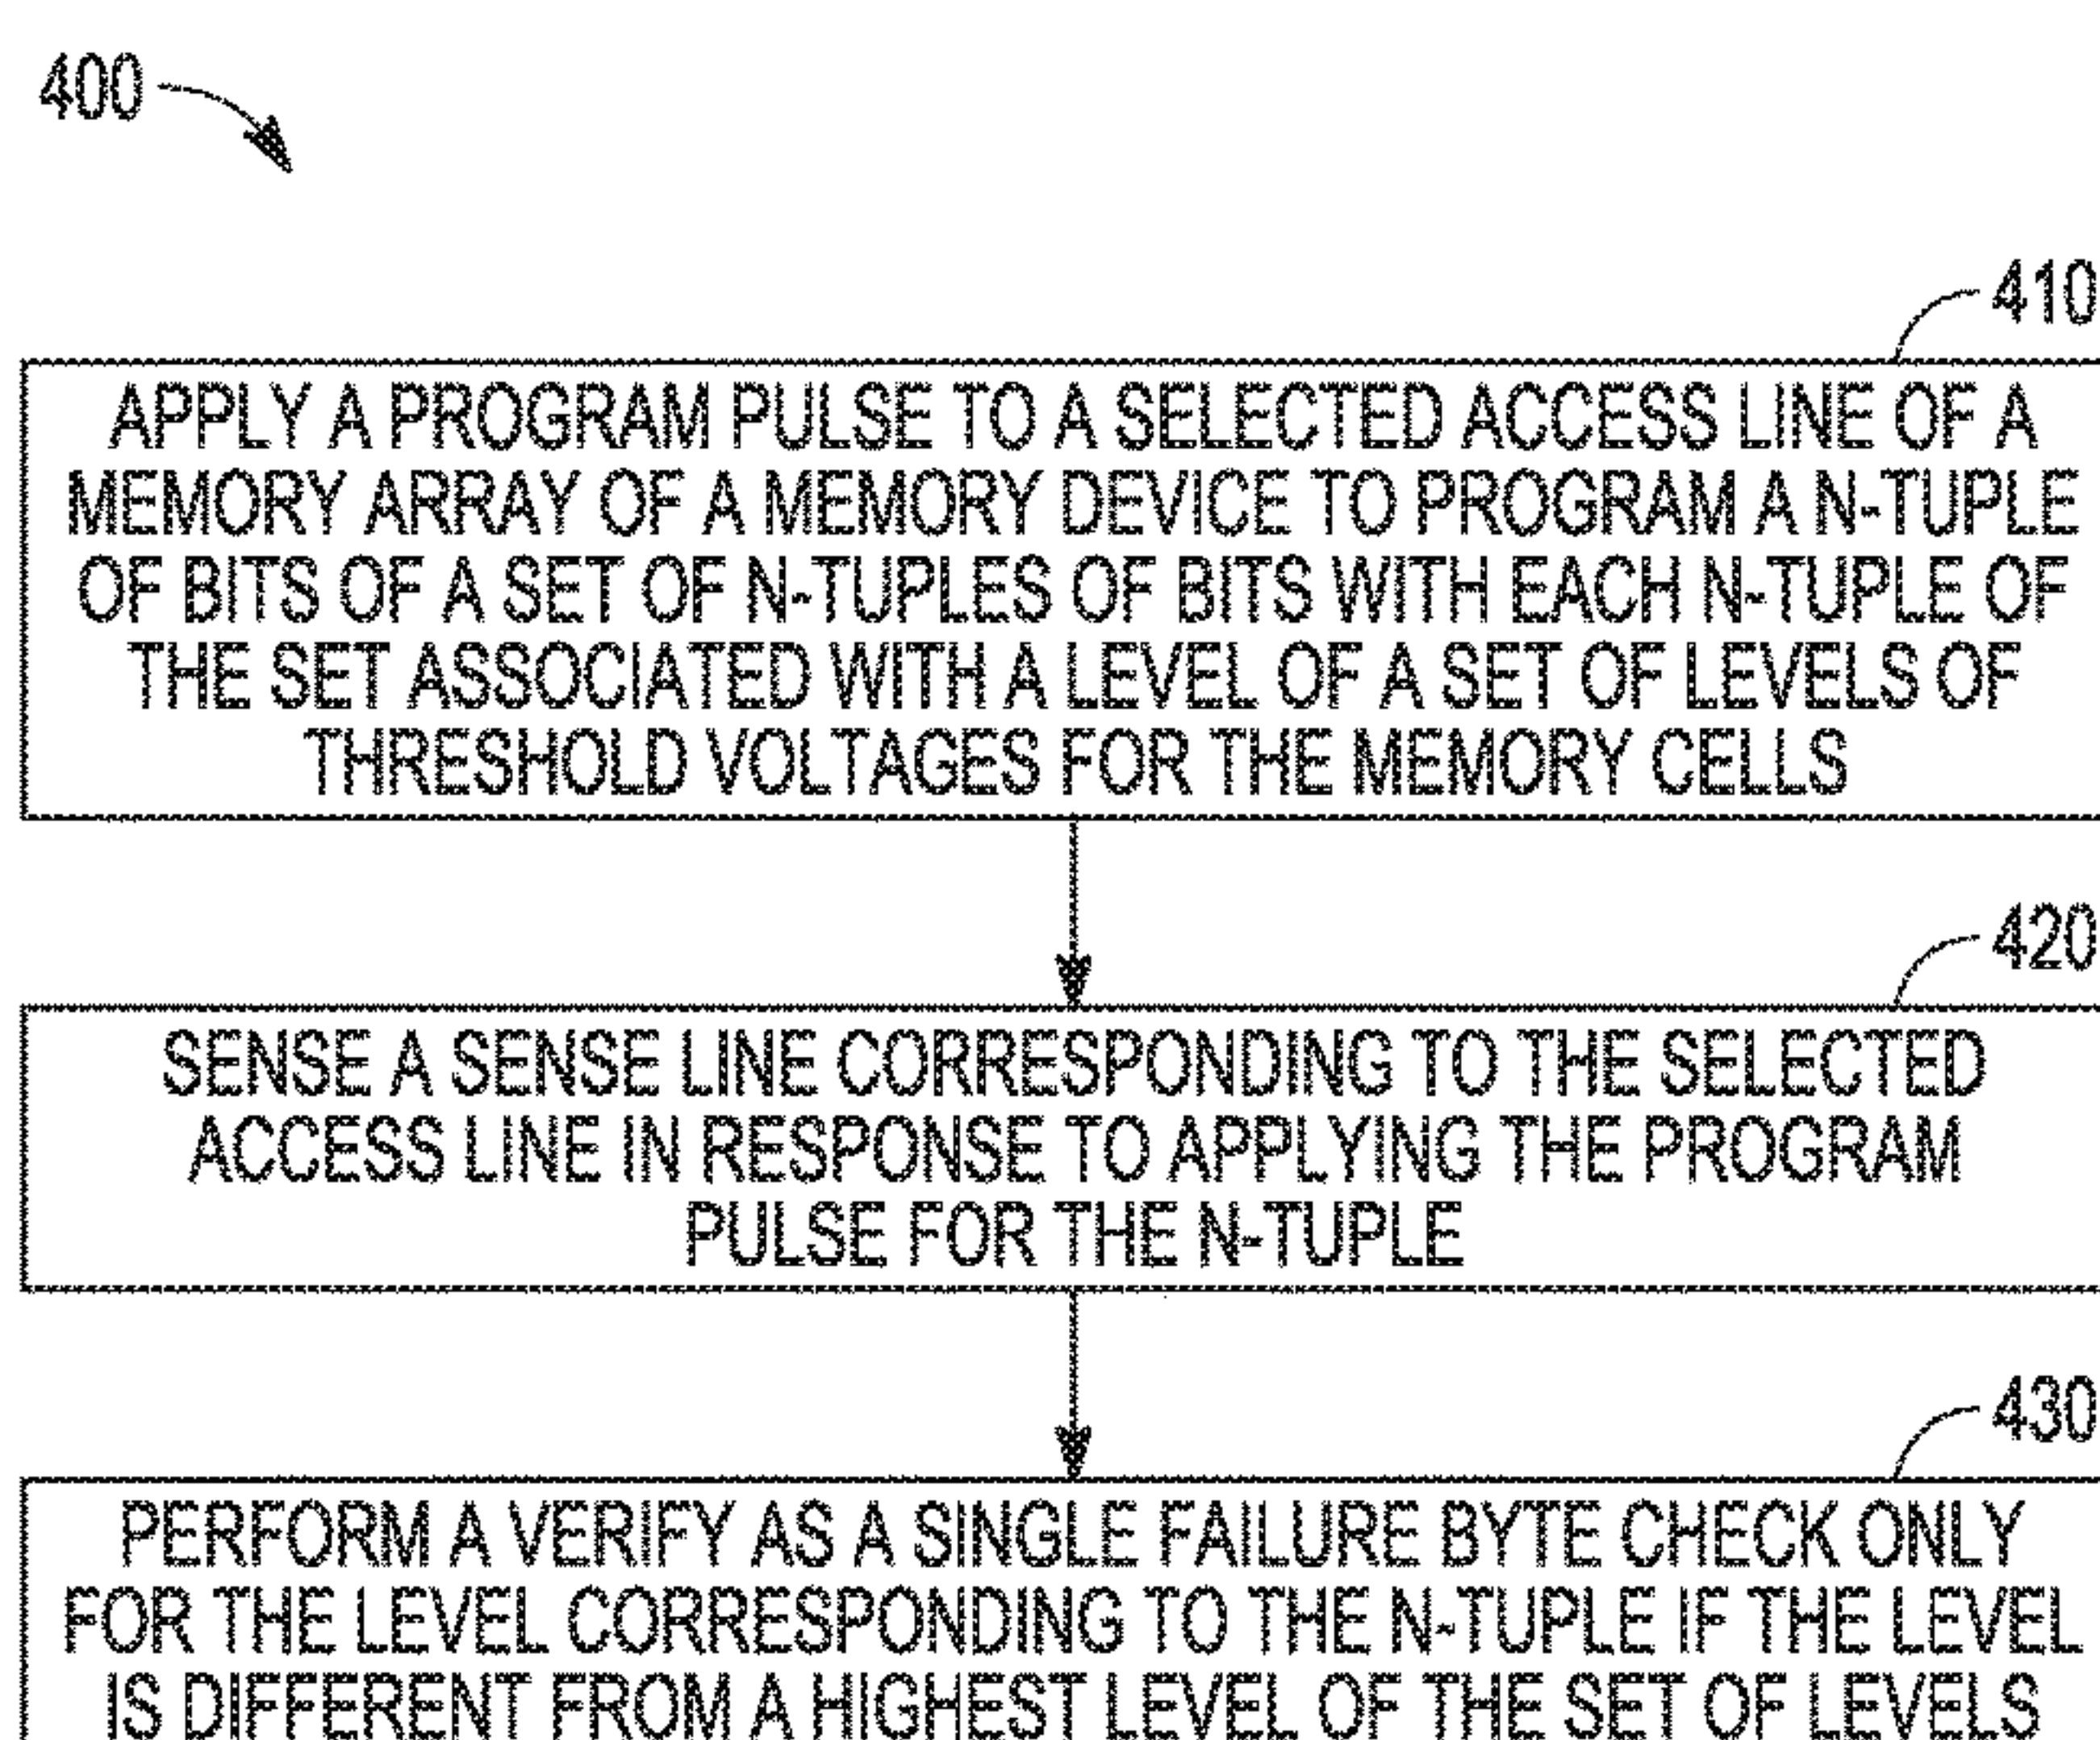 400
410
APPLY A PROGRAM PULSE TO A SELECTED ACCESS LINE OF A
MEMORY ARRAY OF A MEMORY DEVICE TO PROGRAM A N-TUPLE
OF BITS OF A SET OF N-TUPLES OF BITS WITH EACH N-TUPLE OF
THE SET ASSOCIATED WITH A LEVEL OF A SET OF LEVELS OF
THRESHOLD VOLTAGES FOR THE MEMORY CELLS
420
SENSE A SENSE LINE CORRESPONDING TO THE SELECTED
ACCESS LINE IN RESPONSE TO APPLYING THE PROGRAM
PULSE FOR THE N-TUPLE
430
PERFORM A VERIFY AS A SINGLE FAILURE BYTE CHECK ONLY
FOR THE LEVEL CORRESPONDING TO THE N-TUPLE IF THE LEVEL
IS DIFFERENT FROM A HIGHEST LEVEL OF THE SET OF LEVELS